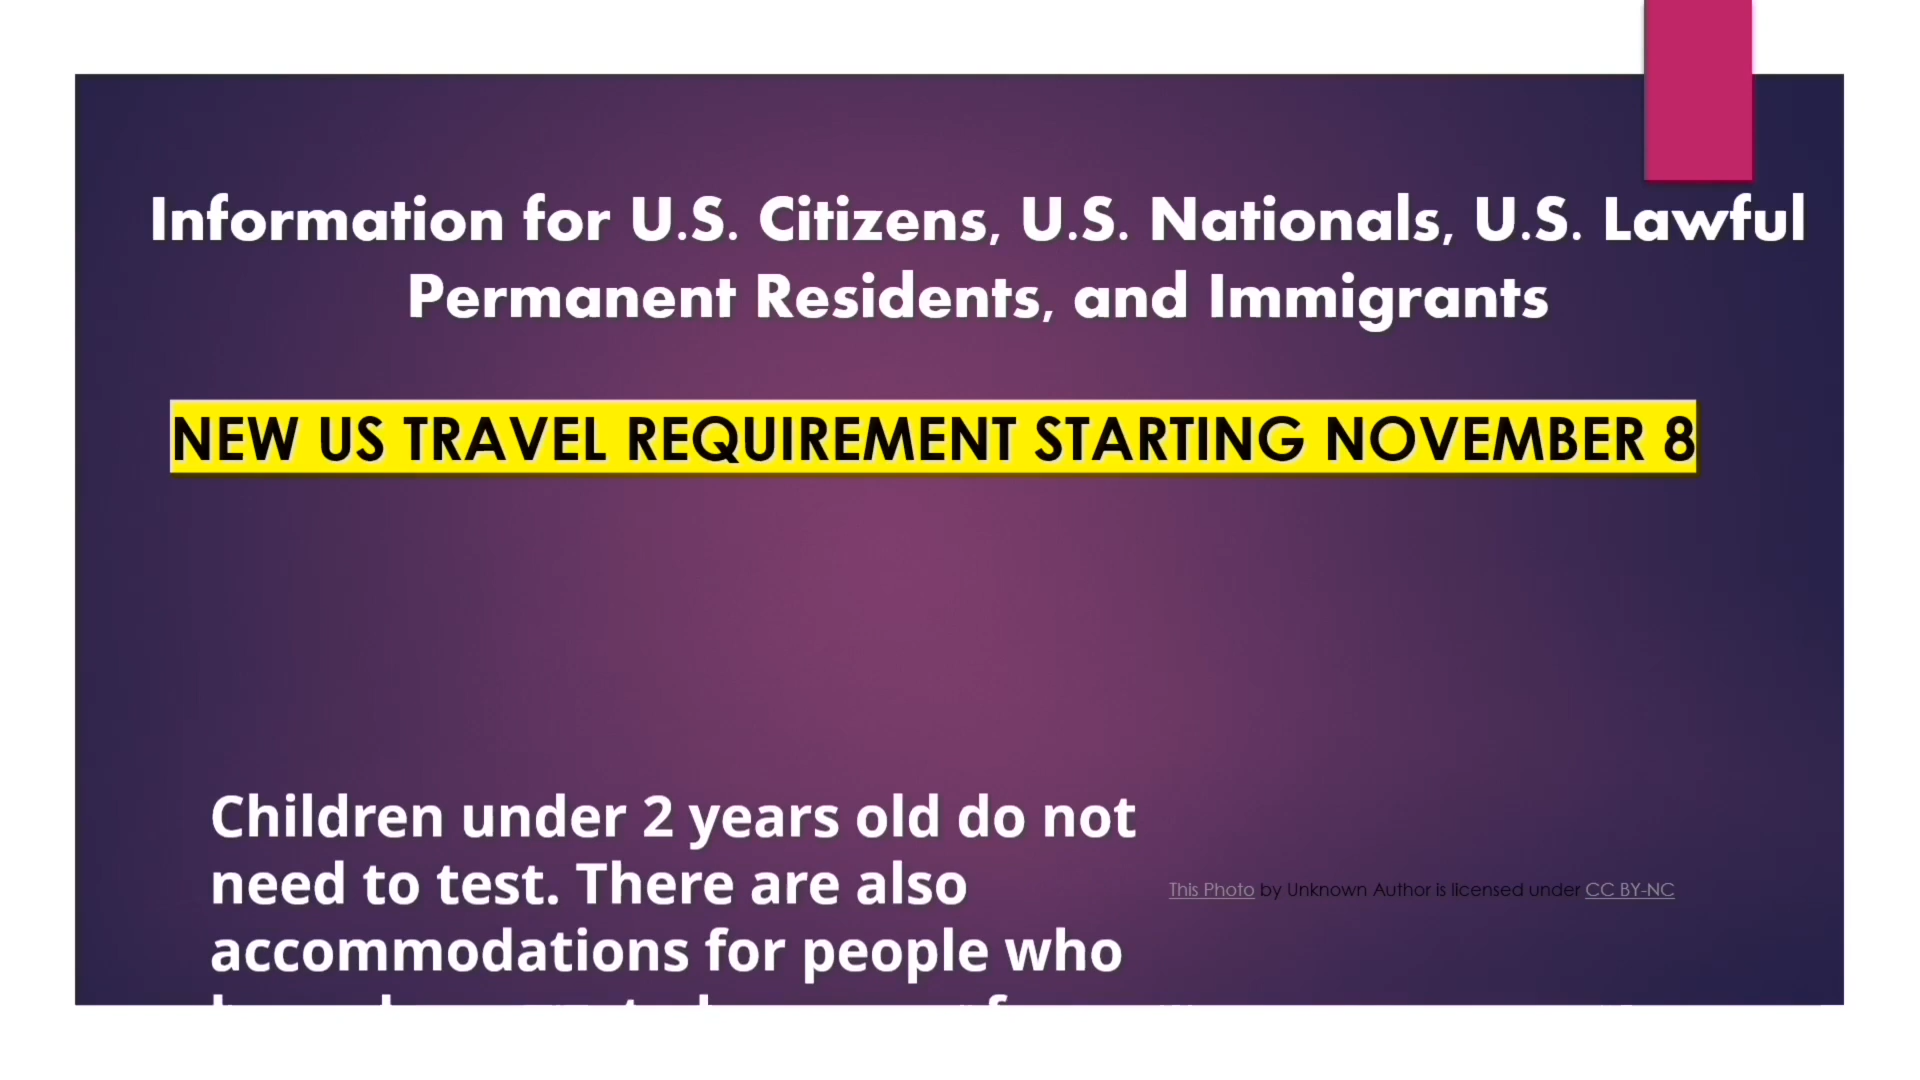 Information for U.S. Citizens, U.S. Nationals, U.S. Lawful
Permanent Residents, and Immigrants
NEW US TRAVEL REQUIREMENT STARTING NOVEMBER 8
Children under 2 years old do not
need to test. There are also
accommodations for people who
This Photo by Unknown Author is licensed under CC BY-NC